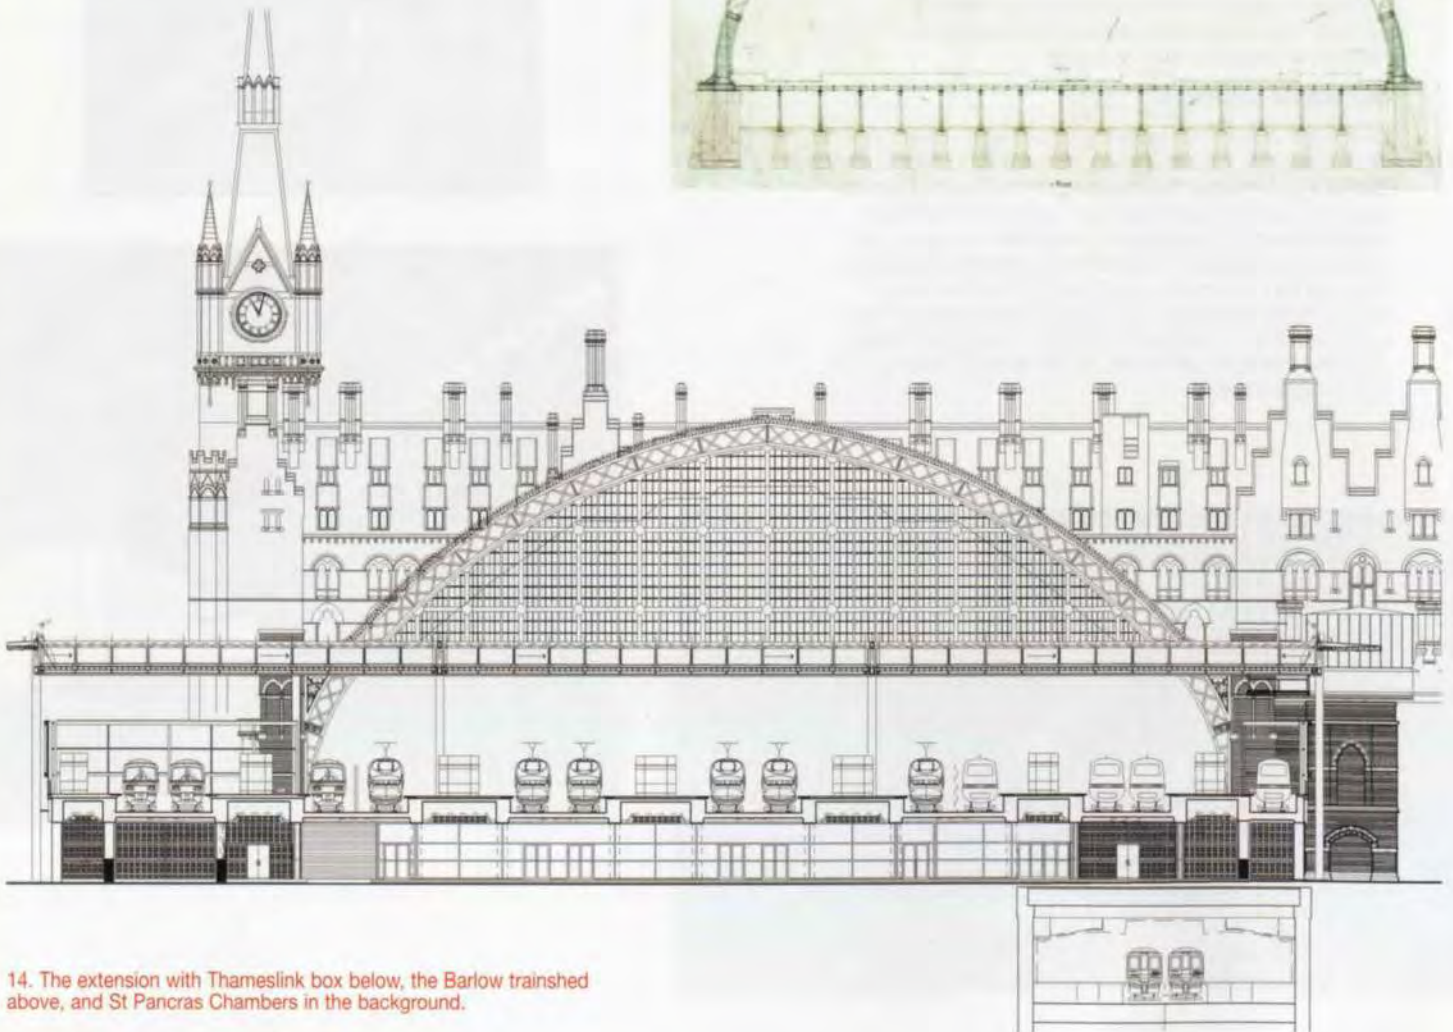 14. The extension with Thameslink box below, the Barlow trainshed
above, and St Pancras Chambers in the background.